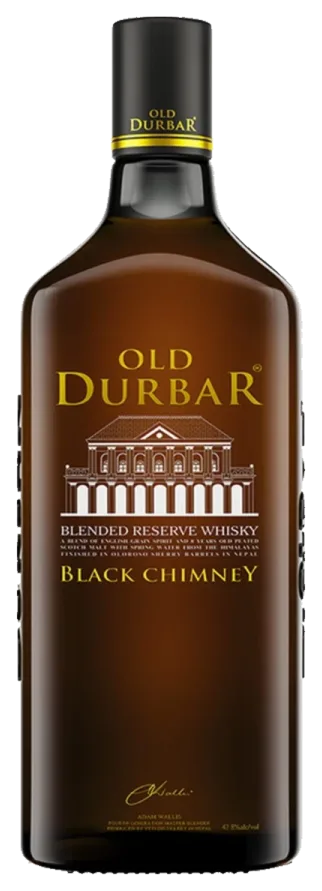 OLD
DURBAR
OLD
DURBAR
BLENDED RESERVE WHISKY
A BLEND OF ENGLISH GRAIN SPIRIT AND 8 YEARS OLD PEATED
SCOTCH MALT WITH SPRING WATER FROM THE HIMALAYAS
FINISHED IN OLOROSO SHERRY BARRELS IN NEPAL
BLACK CHIMNEY
ADAM WALLIS